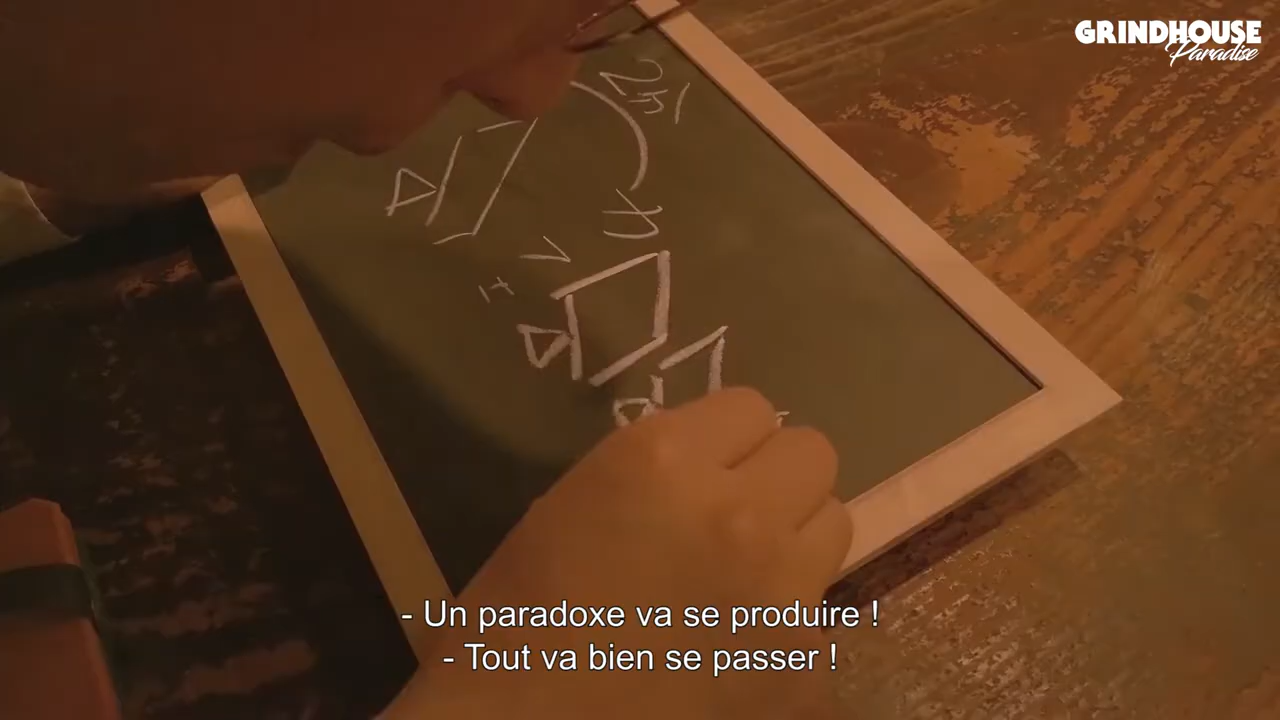 GRINDHOUSE
Paradise
- Un paradoxe va se produire !
- Tout va bien se passer !